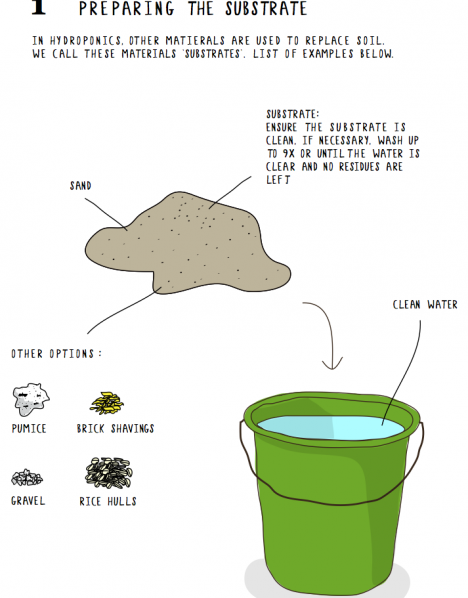 1 PREPARING THE SUBSTRATE
IN HYDROPONICS, OTHER MATIERALS ARE USED TO REPLACE SOIL.
WE CALL THESE MATERIALS 'SUBSTRATES'. LIST OF EXAMPLES BELOW.
SUBSTRATE:
ENSURE THE SUBSTRATE IS
CLEAN, IF NECESSARY, WASH UP
TO 9X OR UNTIL THE WATER IS
CLEAR AND NO RESIDUES ARE
LEFT
SAND
CLEAN WATER
OTHER OPTIONS:
PUMICE
BRICK SHAVINGS
GRAVEL
RICE HULLS